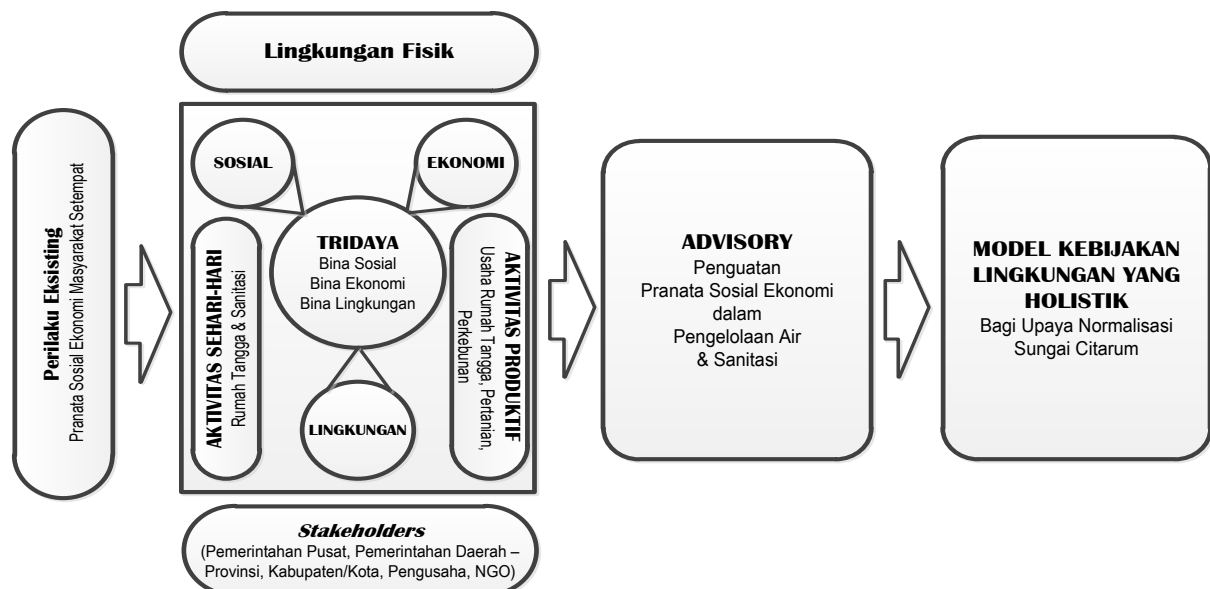 Lingkungan Fisik
Perilaku Eksisting
Pranata Sosial Ekonomi Masyarakat Setempat
SOSIAL
EKONOMI
AKTIVITAS SEHARI-HARI
Rumah Tangga & Sanitasi
TRIDAYA
Bina Sosial
Bina Ekonomi
Bina Lingkungan
AKTIVITAS PRODUKTIF
Usaha Rumah Tangga, Pertanian,
Perkebunan
LINGKUNGAN
Stakeholders
(Pemerintahan Pusat, Pemerintahan Daerah –
Provinsi, Kabupaten/Kota, Pengusaha, NGO)
ADVISORY
Penguatan
Pranata Sosial Ekonomi
dalam
Pengelolaan Air
& Sanitasi
MODEL KEBIJAKAN
LINGKUNGAN YANG
HOLISTIK
Bagi Upaya Normalisasi
Sungai Citarum